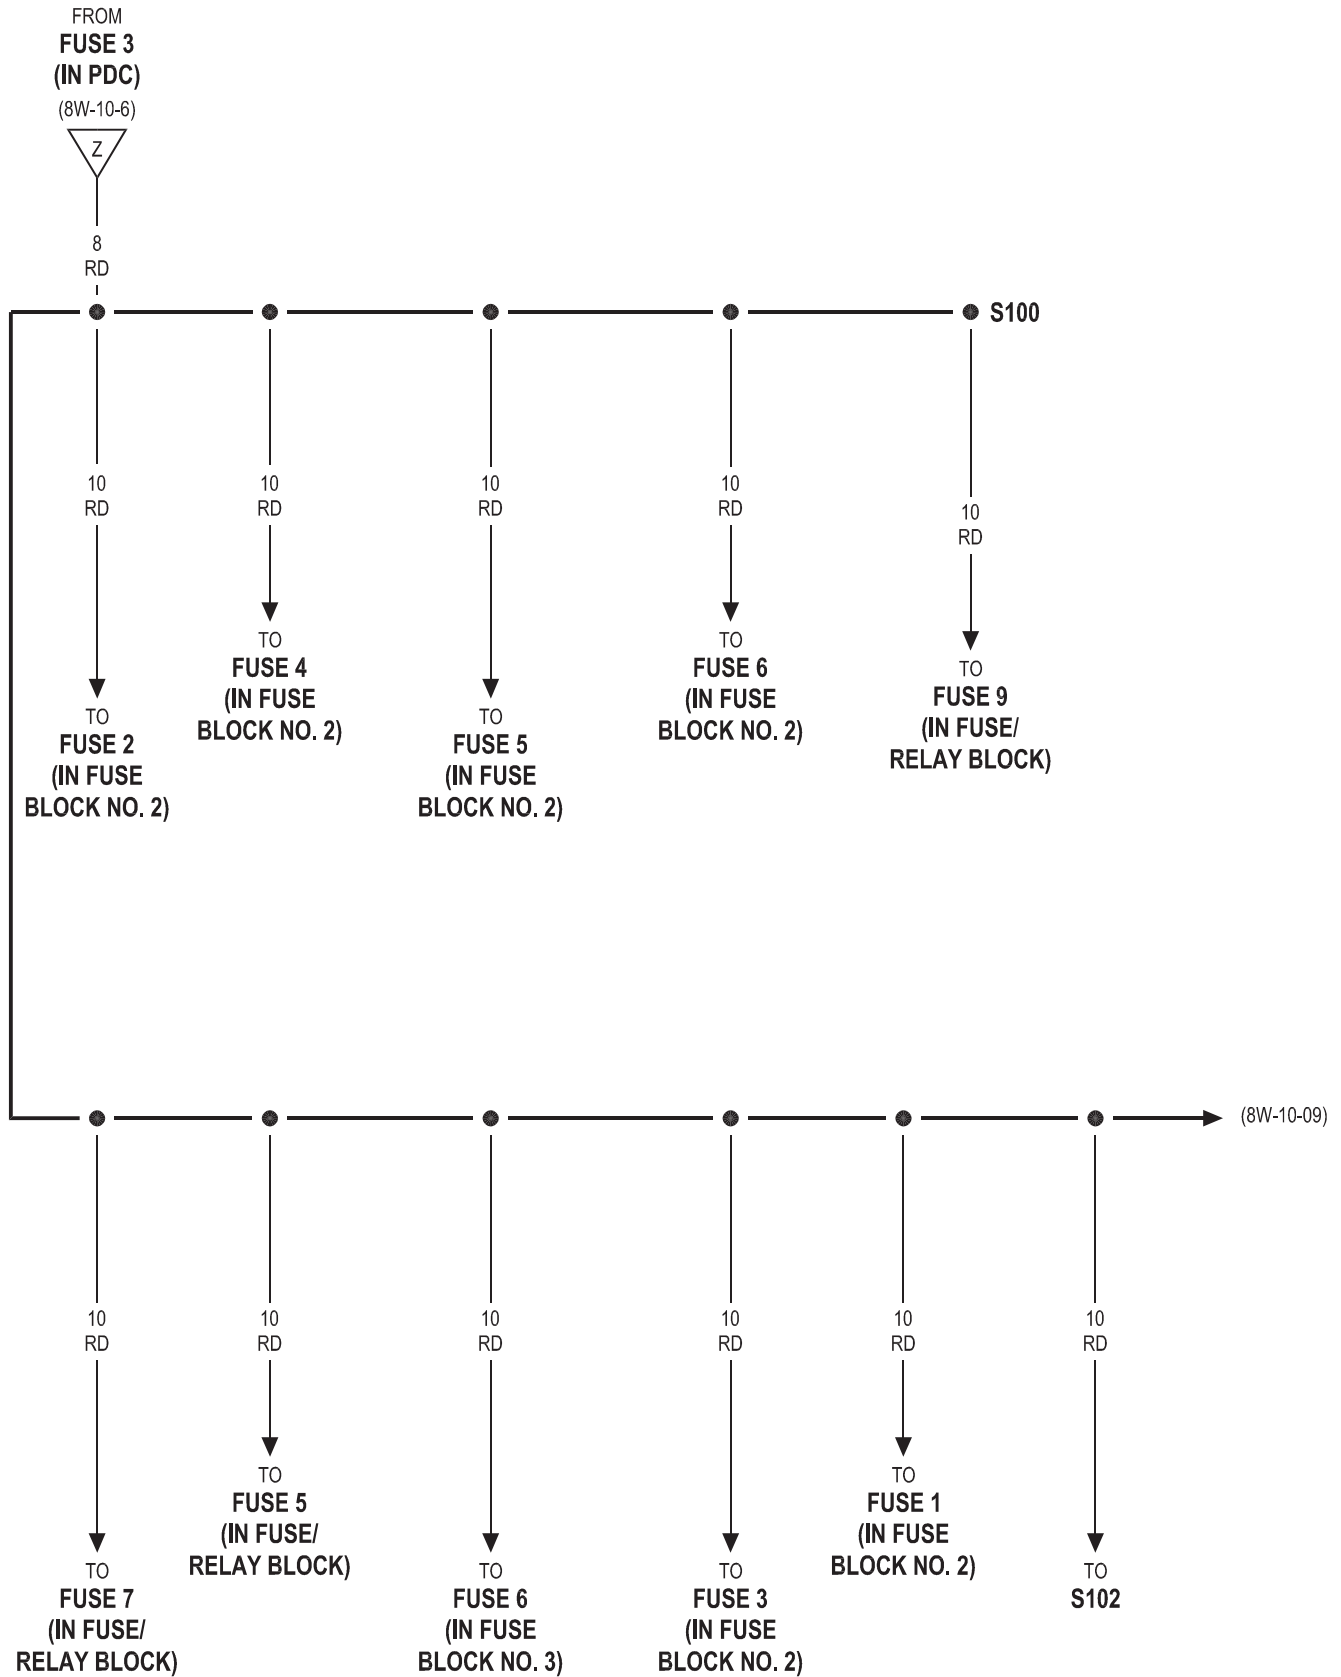 FROM
FUSE 3
(IN PDC)
(8W-10-6)
Z
8
RD
S100
10
RD
10
RD
10
RD
10
RD
10
RD
TO
FUSE 2
(IN FUSE
BLOCK NO. 2)
TO
FUSE 4
(IN FUSE
BLOCK NO. 2)
TO
FUSE 5
(IN FUSE
BLOCK NO. 2)
TO
FUSE 6
(IN FUSE
BLOCK NO. 2)
TO
FUSE 9
(IN FUSE/
RELAY BLOCK)
(8W-10-09)
10
RD
10
RD
10
RD
10
RD
10
RD
10
RD
TO
FUSE 7
(IN FUSE/
RELAY BLOCK)
TO
FUSE 5
(IN FUSE/
RELAY BLOCK)
TO
FUSE 6
(IN FUSE
BLOCK NO. 3)
TO
FUSE 3
(IN FUSE
BLOCK NO. 2)
TO
FUSE 1
(IN FUSE
BLOCK NO. 2)
TO
S102